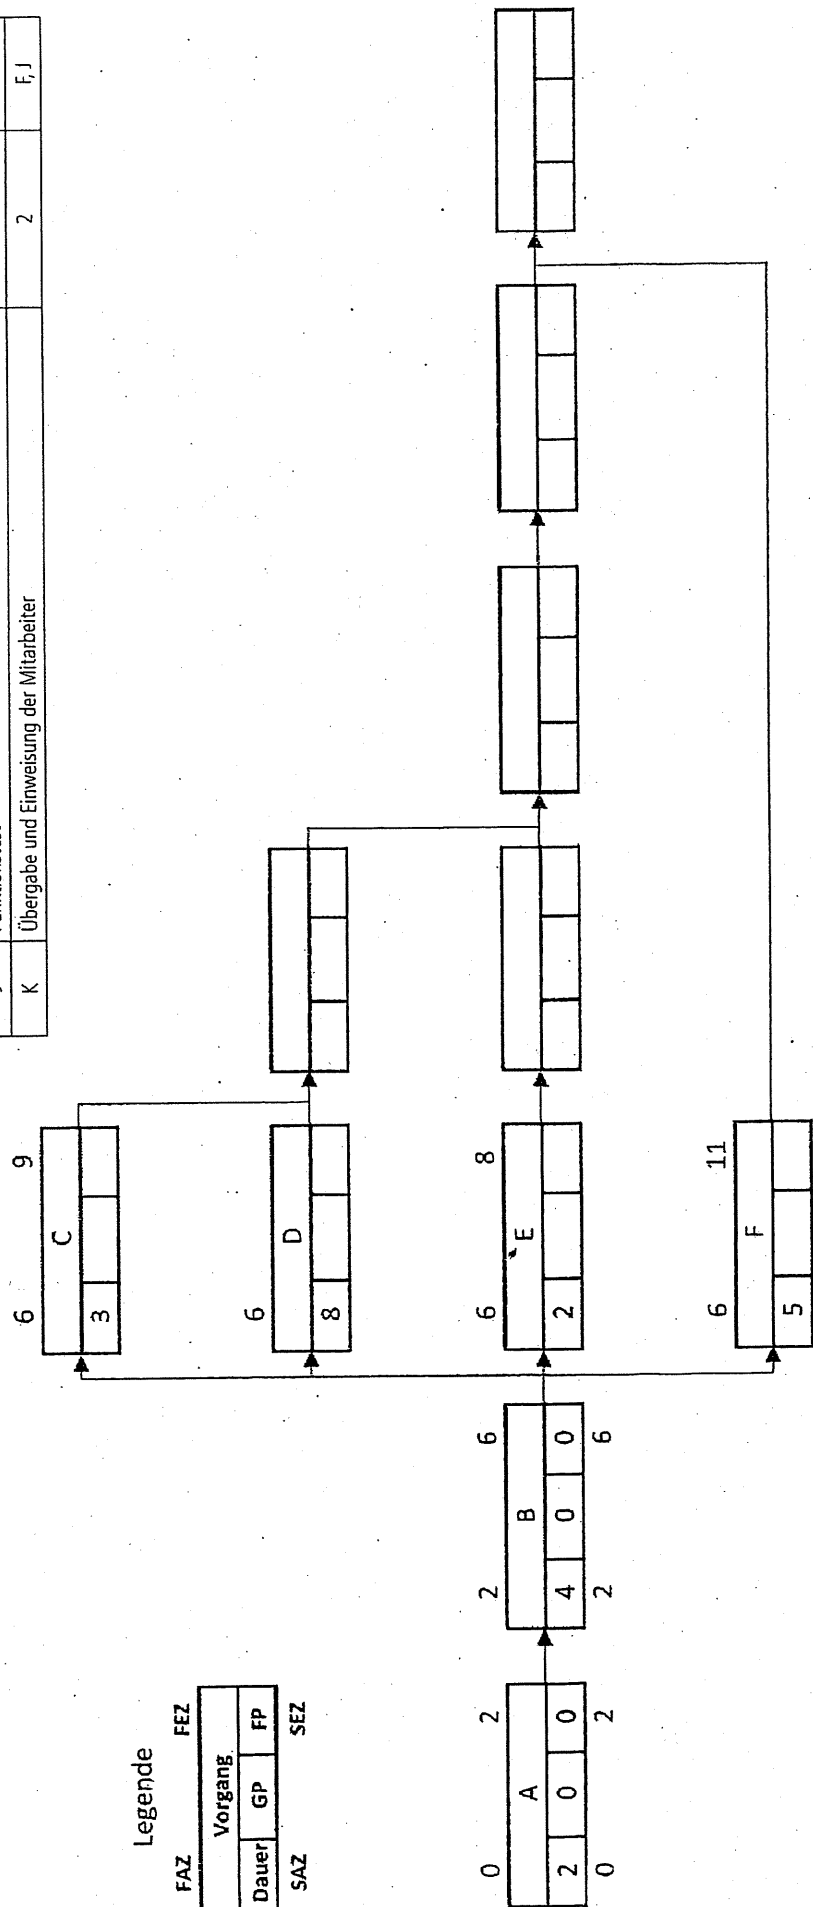 K Übergabe und Einweisung der Mitarbeiter 2 F, J
Legende
FAZ FEZ
Vorgang
Dauer GP FP
SAZ SEZ
0 2
A
2 0 0
0 2
2 6
B
4 0 0
2 6
6 9
C
3
6
D
8
6 8
E
2
6 11
F
5